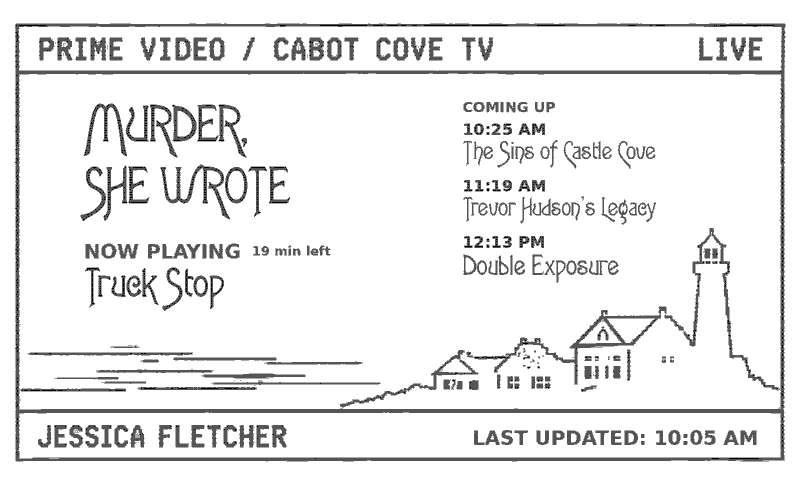 PRIME VIDEO / CABOT COVE TV
LIVE
MURDER,
SHE WROTE
NOW PLAYING 19 min left
Truck Stop
COMING UP
10:25 AM
The Sins of Castle Cove
11:19 AM
Trevor Hudson's Legacy
12:13 PM
Double Exposure
JESSICA FLETCHER
LAST UPDATED: 10:05 AM